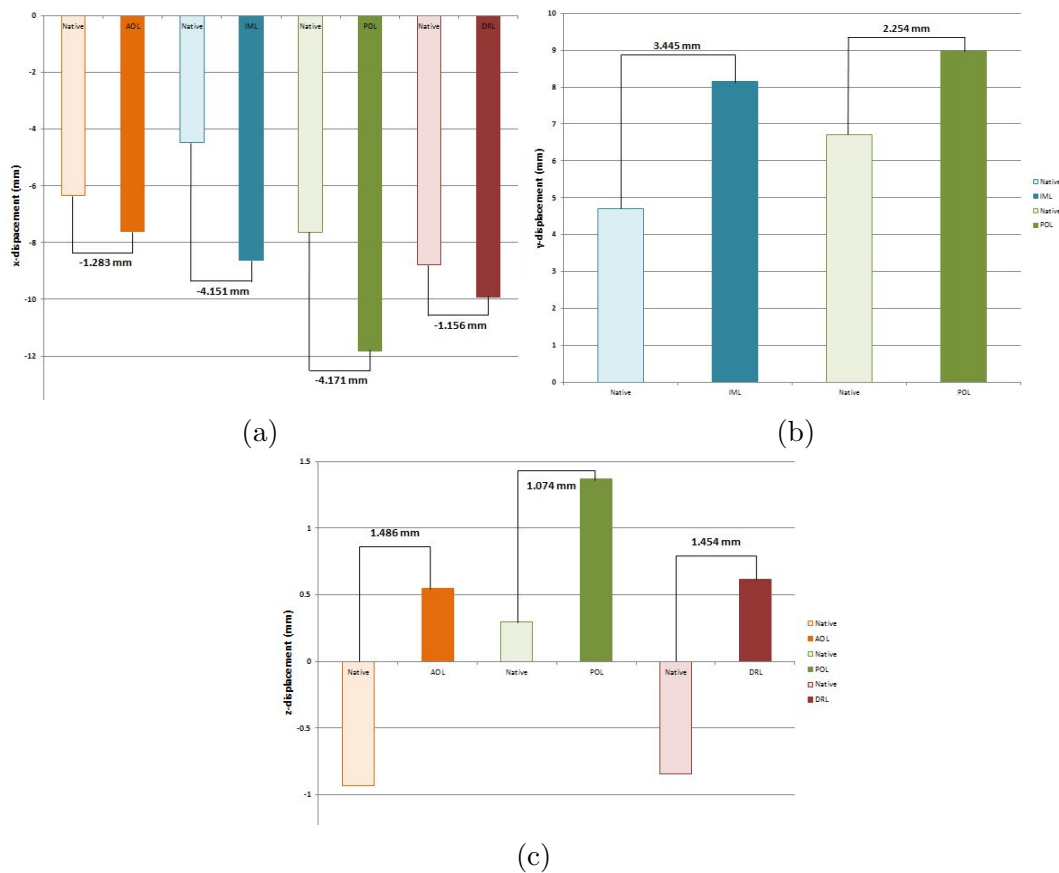 0
Native AOL Native IML Native POL Native DRL
-2
-4
-6
-8
-10
-12
x-dispacement (mm)
-1.283 mm
-4.151 mm
-4.171 mm
-1.156 mm
(a)
10
9
8
7
6
5
4
3
2
1
0
y-displacement (mm)
3.445 mm
2.254 mm
Native IML Native POL
Native
IML
Native
POL
(b)
1.5
1
0.5
0
-0.5
-1
z-displacement (mm)
1.486 mm
1.074 mm
1.454 mm
Native AOL Native POL Native DRL
Native
AOL
Native
POL
Native
DRL
(c)